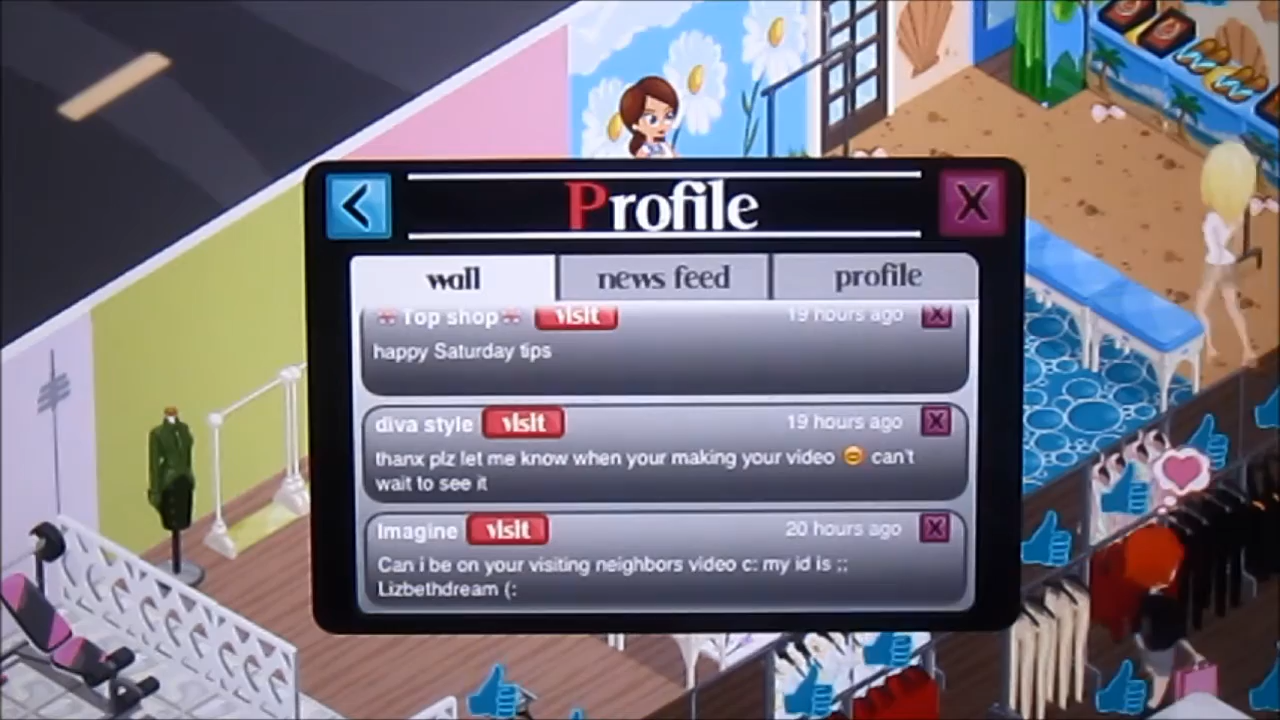 Profile
wall
news feed
profile
Top shop
visit
19 hours ago
X
happy Saturday tips
diva style
visit
19 hours ago
X
thanx plz let me know when your making your video 😊 can't
wait to see it
Imagine
visit
20 hours ago
X
Can i be on your visiting neighbors video c: my id is ;;
Lizbethdream (: